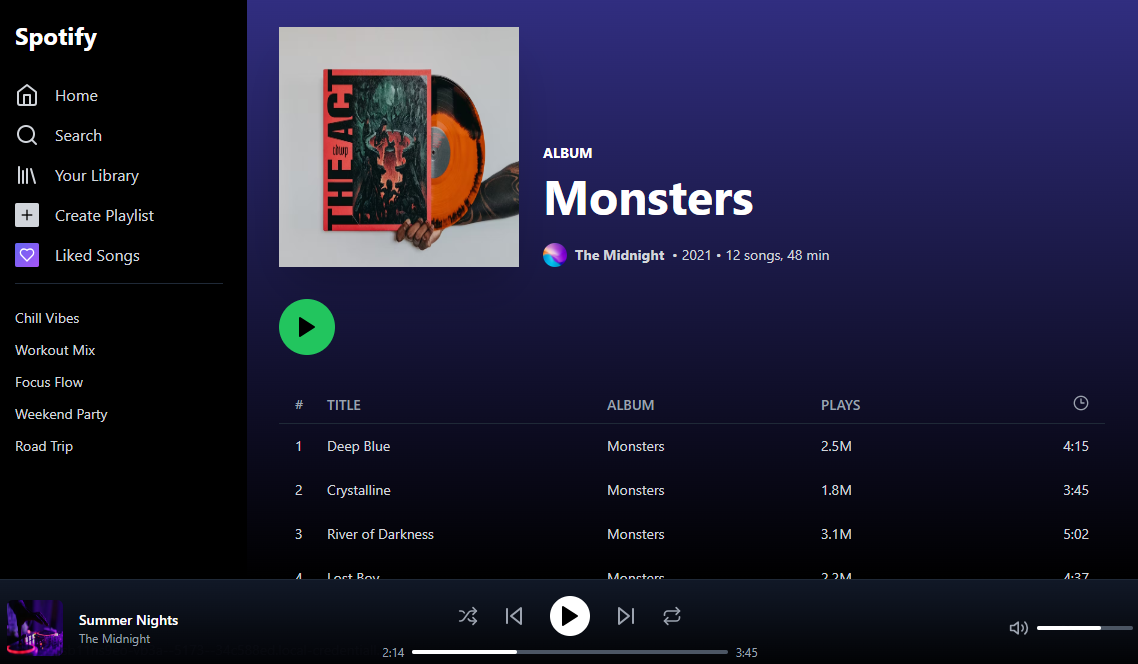 Spotify
Home
Search
Your Library
Create Playlist
Liked Songs
Chill Vibes
Workout Mix
Focus Flow
Weekend Party
Road Trip
THE ACT
ALBUM
Monsters
The Midnight • 2021 • 12 songs, 48 min
# TITLE ALBUM PLAYS
1 Deep Blue Monsters 2.5M 4:15
2 Crystalline Monsters 1.8M 3:45
3 River of Darkness Monsters 3.1M 5:02
4 Lost Boy Monsters 2.2M 4:37
Summer Nights
The Midnight
2:14 3:45